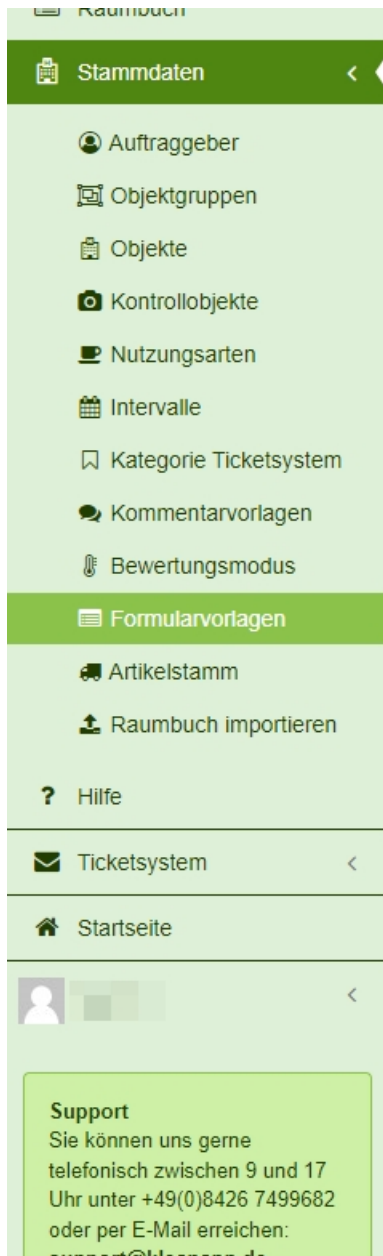 Raumbuch
Stammdaten
Auftraggeber
Objektgruppen
Objekte
Kontrollobjekte
Nutzungsarten
Intervalle
Kategorie Ticketsystem
Kommentarvorlagen
Bewertungsmodus
Formularvorlagen
Artikelstamm
Raumbuch importieren
? Hilfe
Ticketsystem
Startseite
Support
Sie können uns gerne
telefonisch zwischen 9 und 17
Uhr unter +49(0)8426 7499682
oder per E-Mail erreichen: